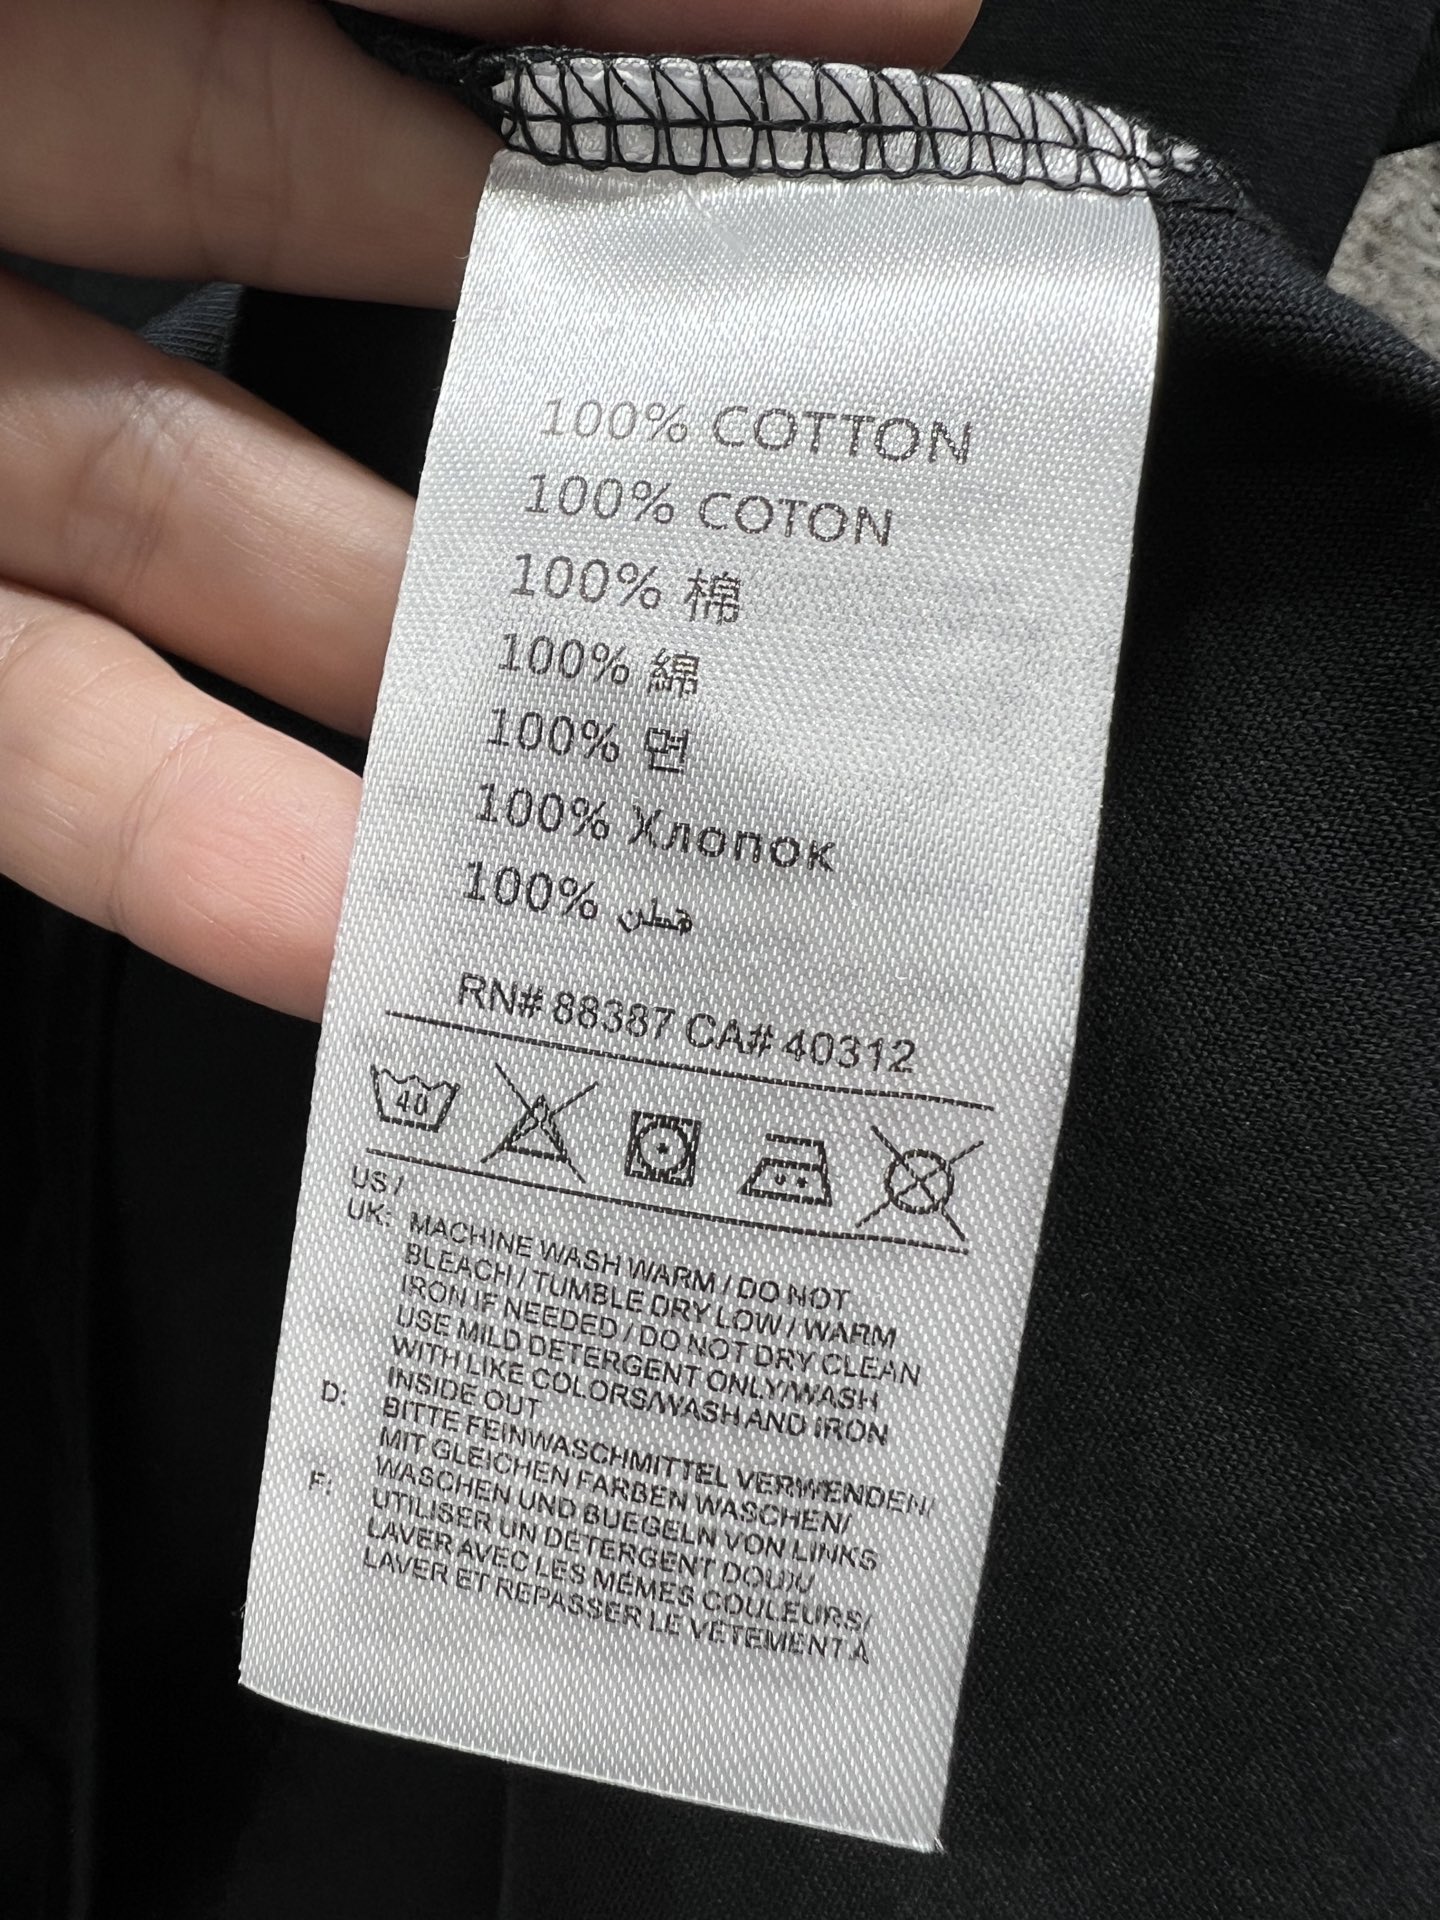 100% COTTON
100% COTON
100% 棉
100% 綿
100% 면
100% Хлопок
100% قطن
RN# 88387 CA# 40312
40
US /
UK: MACHINE WASH WARM / DO NOT
BLEACH / TUMBLE DRY LOW / WARM
IRON IF NEEDED / DO NOT DRY CLEAN
USE MILD DETERGENT ONLY/WASH
WITH LIKE COLORS/WASH AND IRON
INSIDE OUT
D: BITTE FEINWASCHMITTEL VERWENDEN/
MIT GLEICHEN FARBEN WASCHEN/
WASCHEN UND BUEGELN VON LINKS
F: UTILISER UN DÉTERGENT DOUX/
LAVER AVEC LES MÊMES COULEURS/
LAVER ET REPASSER LE VÊTEMENT À